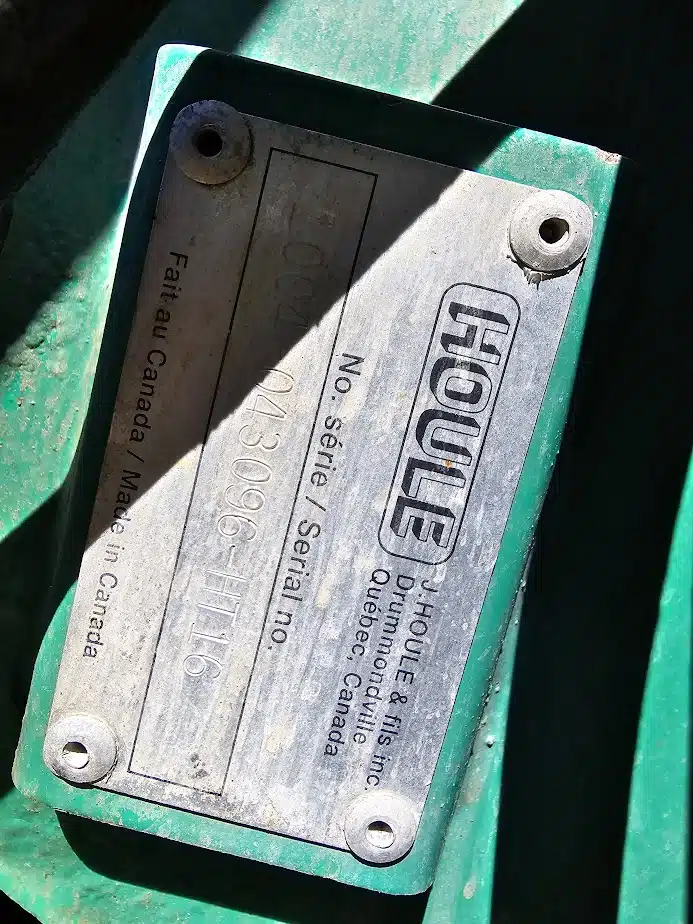 HOULE
J. HOULE & fils inc.
Drummondville
Québec, Canada
No. série / Serial no.
043096-HT16
Fait au Canada / Made in Canada